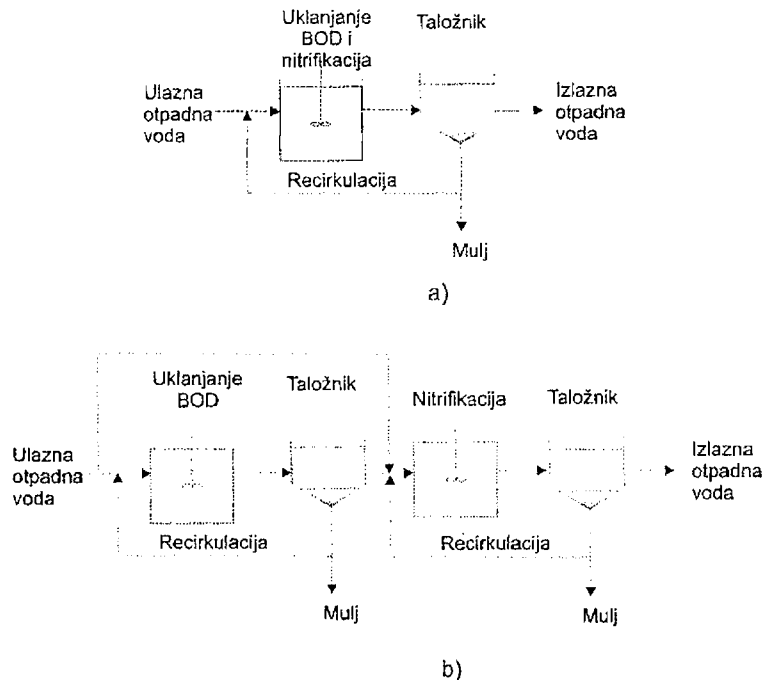 Uklanjanje
BOD i
nitrifikacija
Taložnik
Ulazna
otpadna
voda
Izlazna
otpadna
voda
Recirkulacija
Mulj
a)
Uklanjanje
BOD
Taložnik
Nitrifikacija
Taložnik
Ulazna
otpadna
voda
Izlazna
otpadna
voda
Recirkulacija
Recirkulacija
Mulj
Mulj
b)